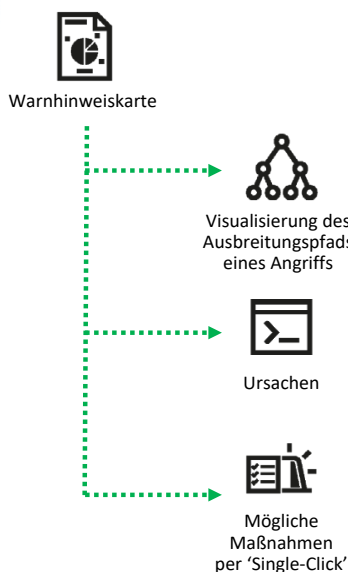 Warnhinweiskarte
Visualisierung des
Ausbreitungspfads
eines Angriffs
Ursachen
Mögliche
Maßnahmen
per ‘Single-Click’